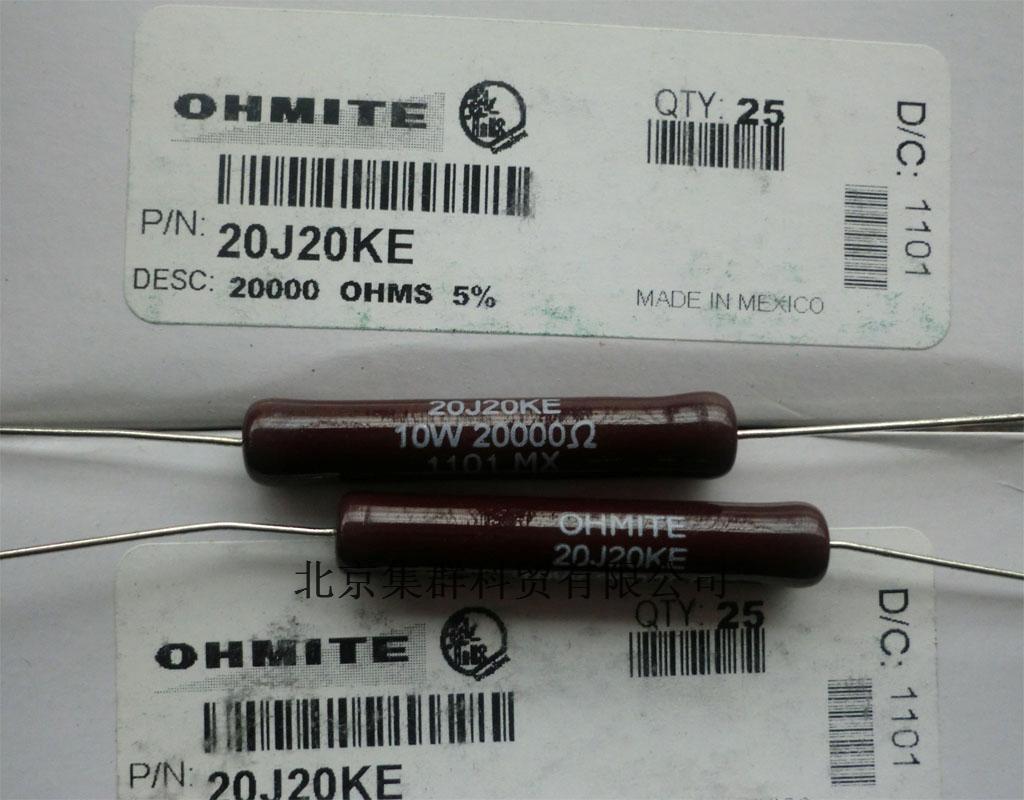 OHMITE
QTY: 25
P/N: 20J20KE
DESC: 20000 OHMS 5%
MADE IN MEXICO
D/C: 1101
20J20KE
10W 20000Ω
1101 MX
OHMITE
20J20KE
北京集群科贸有限公司
OHMITE
QTY: 25
P/N: 20J20KE
D/C: 1101